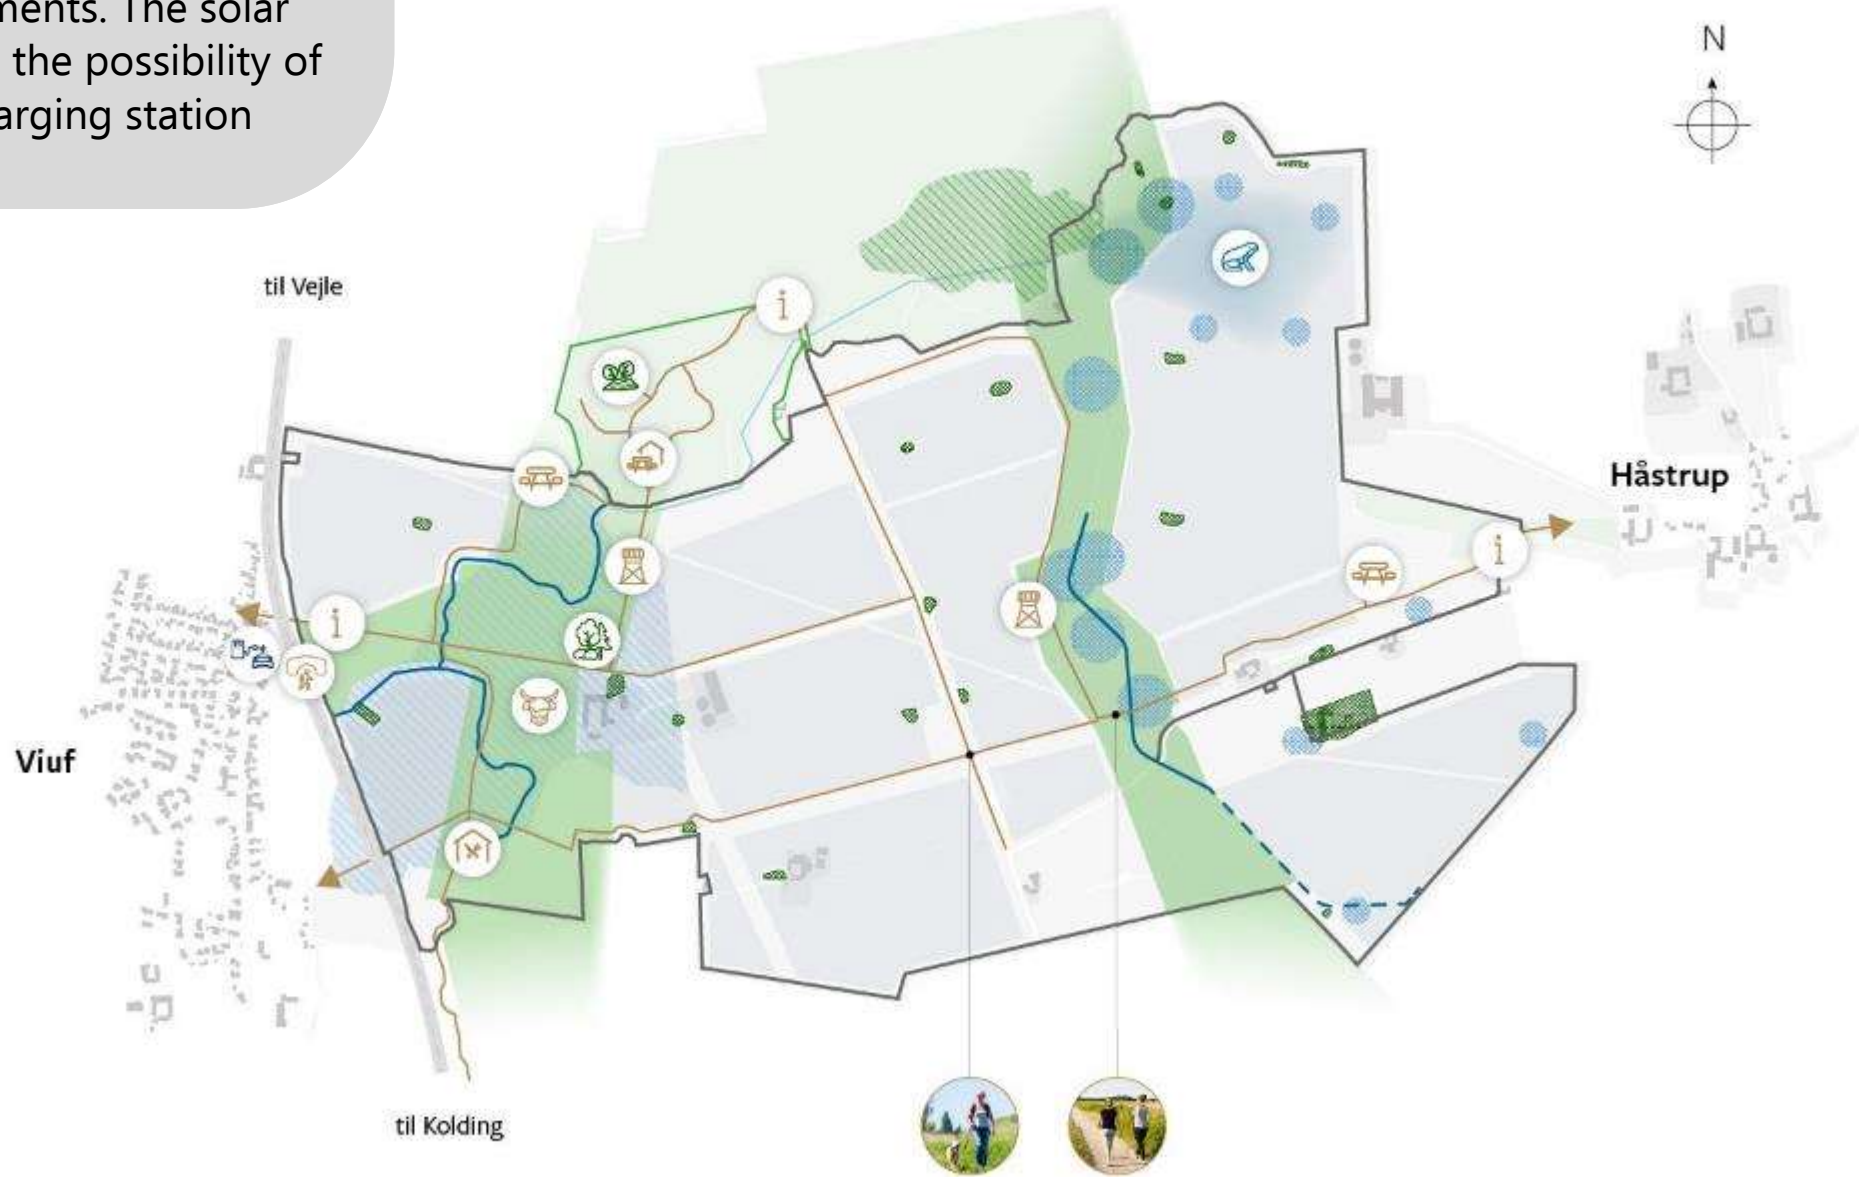 ments. The solar
the possibility of
arging station
N
til Vejle
i
Håstrup
i
i
Viuf
til Kolding